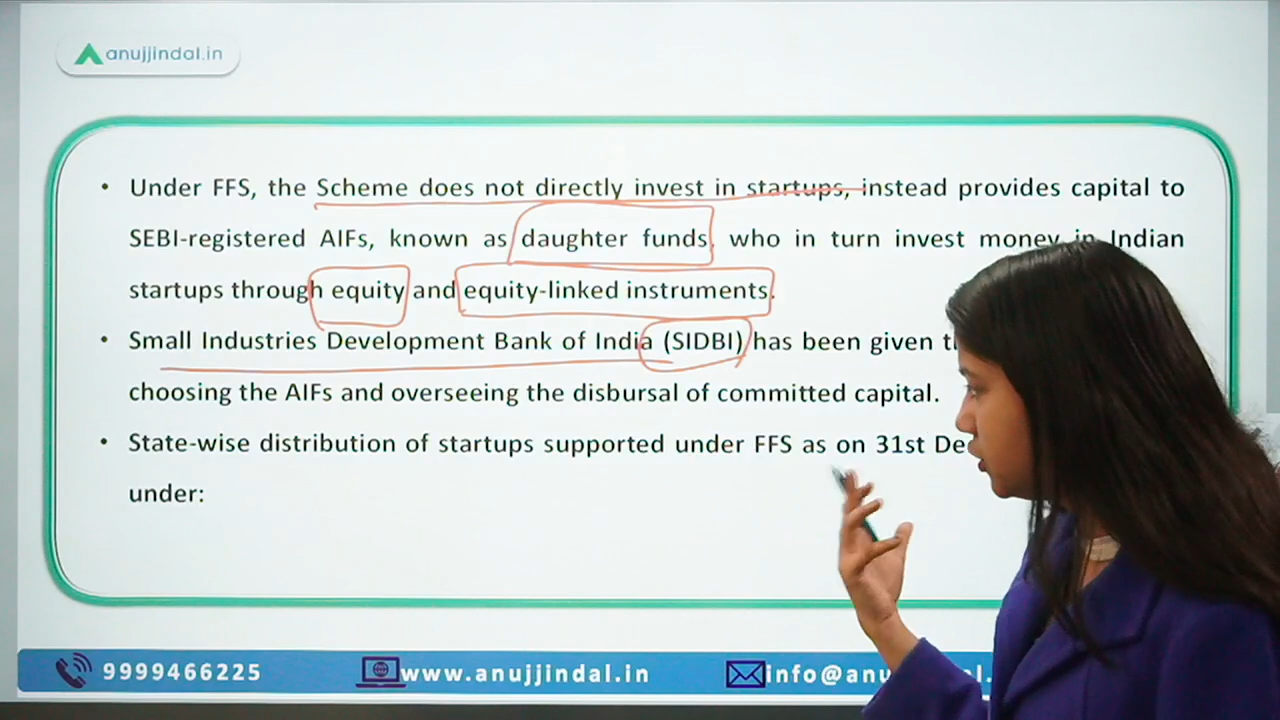 anujjindal.in
• Under FFS, the Scheme does not directly invest in startups, instead provides capital to
SEBI-registered AIFs, known as daughter funds, who in turn invest money in Indian
startups through equity and equity-linked instruments.
• Small Industries Development Bank of India (SIDBI) has been given
choosing the AIFs and overseeing the disbursal of committed capital.
• State-wise distribution of startups supported under FFS as on 31st
under:
9999466225 www.anujjindal.in